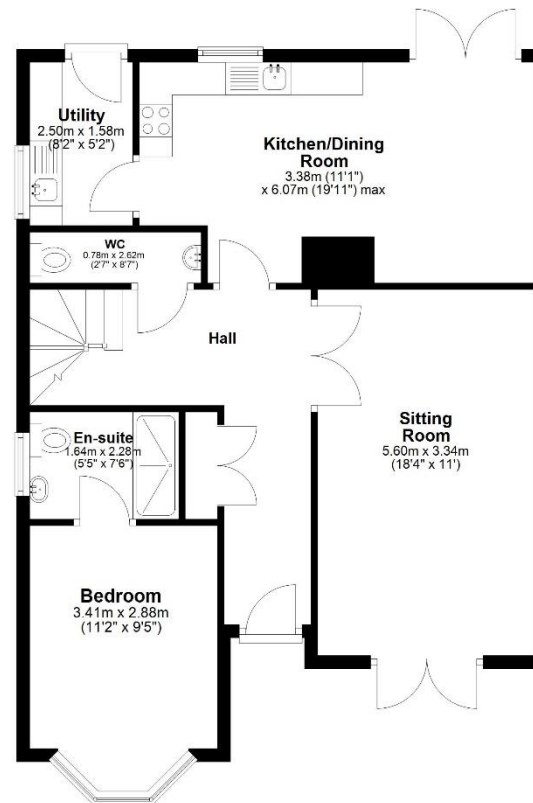 Utility
2.50m x 1.58m
(8'2" x 5'2")
Kitchen/Dining
Room
3.38m (11'1")
x 6.07m (19'11") max
WC
0.78m x 2.62m
(2'7" x 8'7")
Hall
Sitting
Room
5.60m x 3.34m
(18'4" x 11')
En-suite
1.64m x 2.28m
(5'5" x 7'6")
Bedroom
3.41m x 2.88m
(11'2" x 9'5")